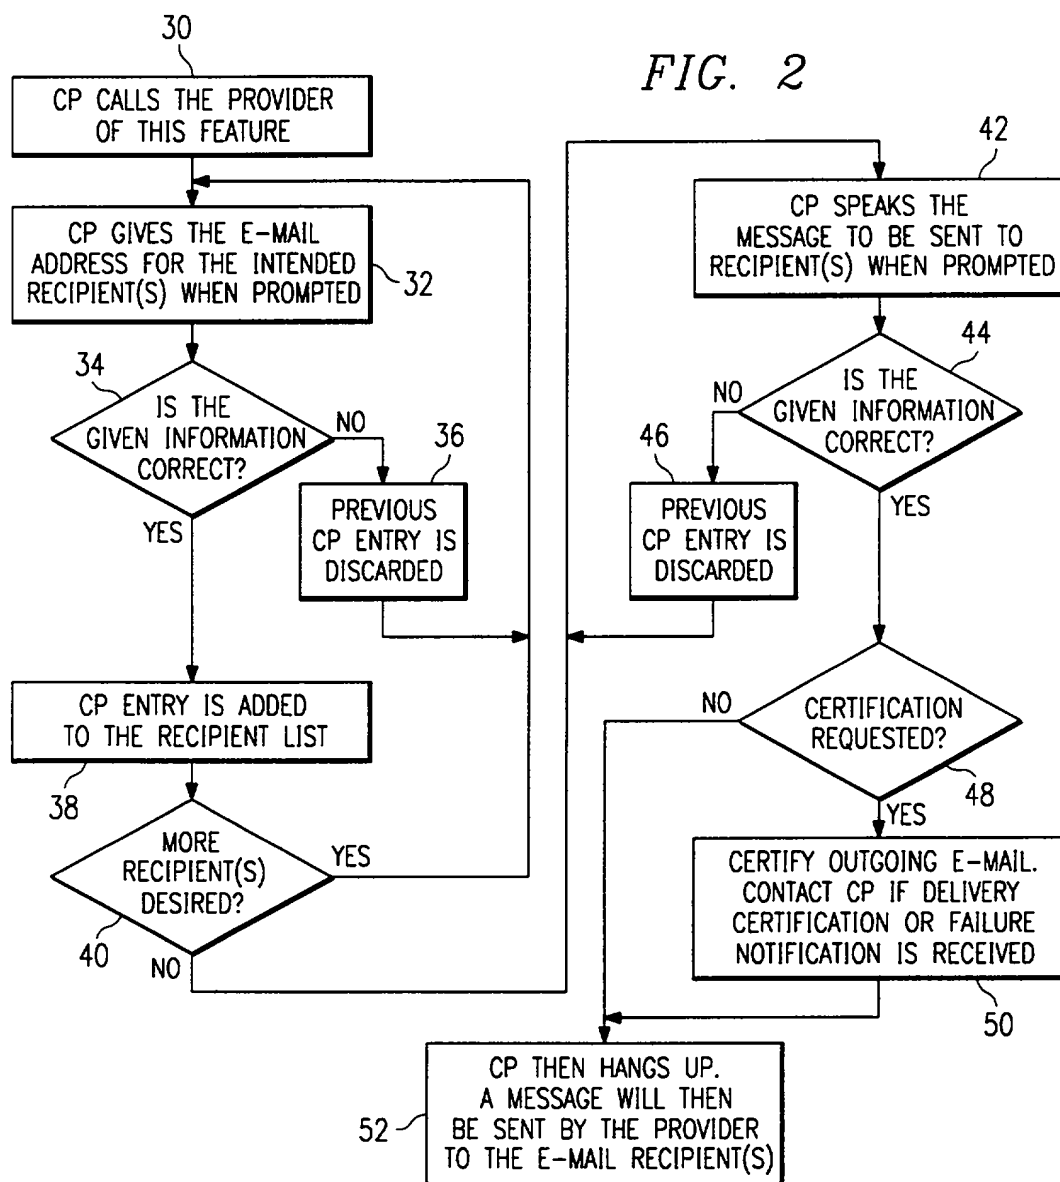 FIG. 2
30
CP CALLS THE PROVIDER
OF THIS FEATURE
CP GIVES THE E-MAIL
ADDRESS FOR THE INTENDED
RECIPIENT(S) WHEN PROMPTED
32
34
IS THE
GIVEN INFORMATION
CORRECT?
NO
YES
36
PREVIOUS
CP ENTRY IS
DISCARDED
CP ENTRY IS ADDED
TO THE RECIPIENT LIST
38
MORE
RECIPIENT(S)
DESIRED?
YES
40
NO
42
CP SPEAKS THE
MESSAGE TO BE SENT TO
RECIPIENT(S) WHEN PROMPTED
44
IS THE
GIVEN INFORMATION
CORRECT?
NO
YES
46
PREVIOUS
CP ENTRY IS
DISCARDED
CERTIFICATION
REQUESTED?
NO
48
YES
CERTIFY OUTGOING E-MAIL.
CONTACT CP IF DELIVERY
CERTIFICATION OR FAILURE
NOTIFICATION IS RECEIVED
50
CP THEN HANGS UP.
A MESSAGE WILL THEN
BE SENT BY THE PROVIDER
TO THE E-MAIL RECIPIENT(S)
52